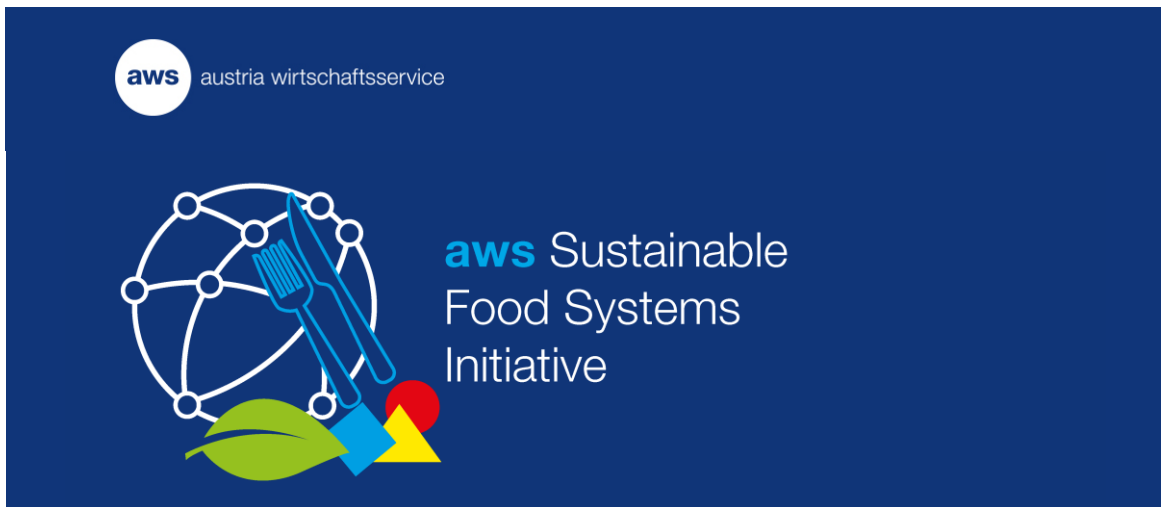 aws austria wirtschaftsservice
aws Sustainable
Food Systems
Initiative